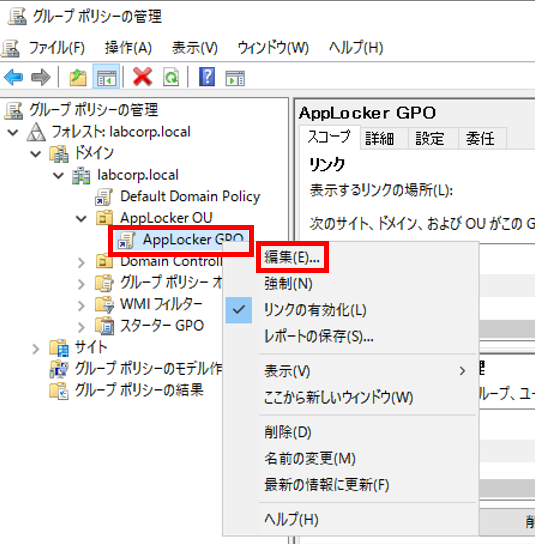 グループ ポリシーの管理
ファイル(F) 操作(A) 表示(V) ウィンドウ(W) ヘルプ(H)
グループ ポリシーの管理
フォレスト: labcorp.local
ドメイン
labcorp.local
Default Domain Policy
AppLocker OU
AppLocker GPO
Domain Controll
グループ ポリシー オ
WMI フィルター
スターター GPO
サイト
グループ ポリシーのモデル作
グループ ポリシーの結果
AppLocker GPO
スコープ 詳細 設定 委任
リンク
表示するリンクの場所(L):
次のサイト、ドメイン、および OU がこの G
編集(E)...
強制(N)
リンクの有効化(L)
レポートの保存(S)...
表示(V)
ここから新しいウィンドウ(W)
削除(D)
名前の変更(M)
最新の情報に更新(F)
ヘルプ(H)
理
ループ、ユー
削